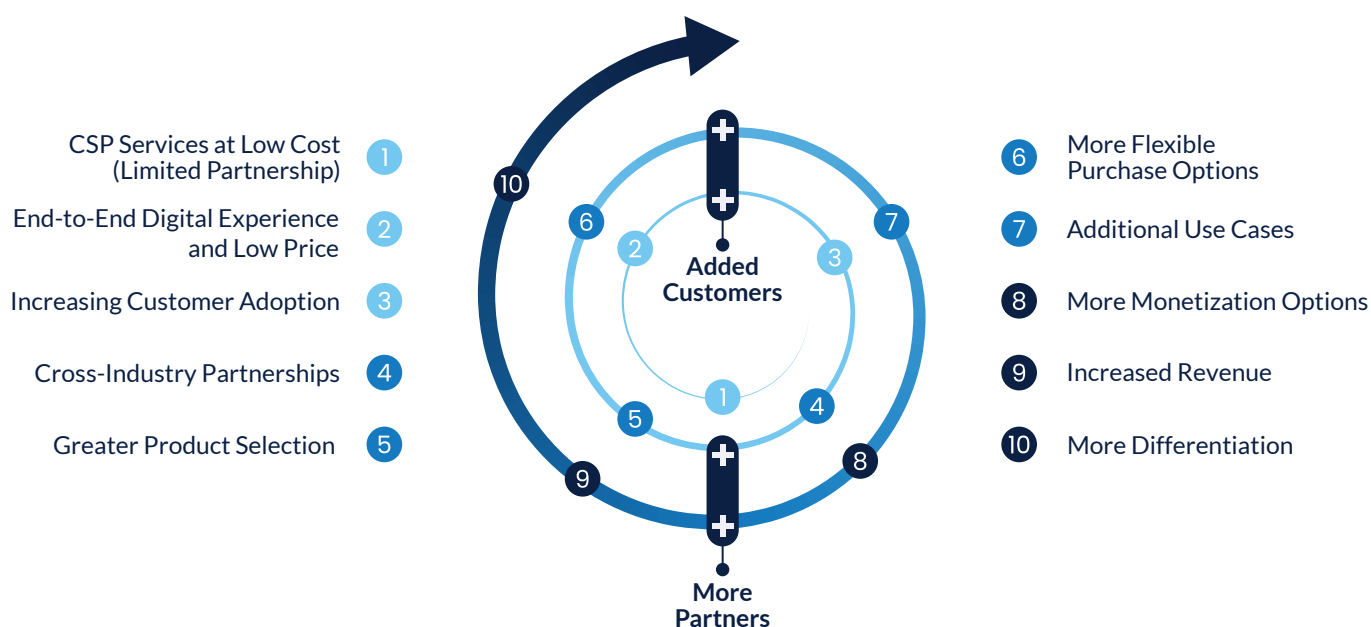 CSP Services at Low Cost
(Limited Partnership)
1
End-to-End Digital Experience
and Low Price
2
Increasing Customer Adoption
3
Cross-Industry Partnerships
4
Greater Product Selection
5
10
6
7
2
3
Added
Customers
1
4
5
8
9
More
Partners
6
More Flexible
Purchase Options
7
Additional Use Cases
8
More Monetization Options
9
Increased Revenue
10
More Differentiation